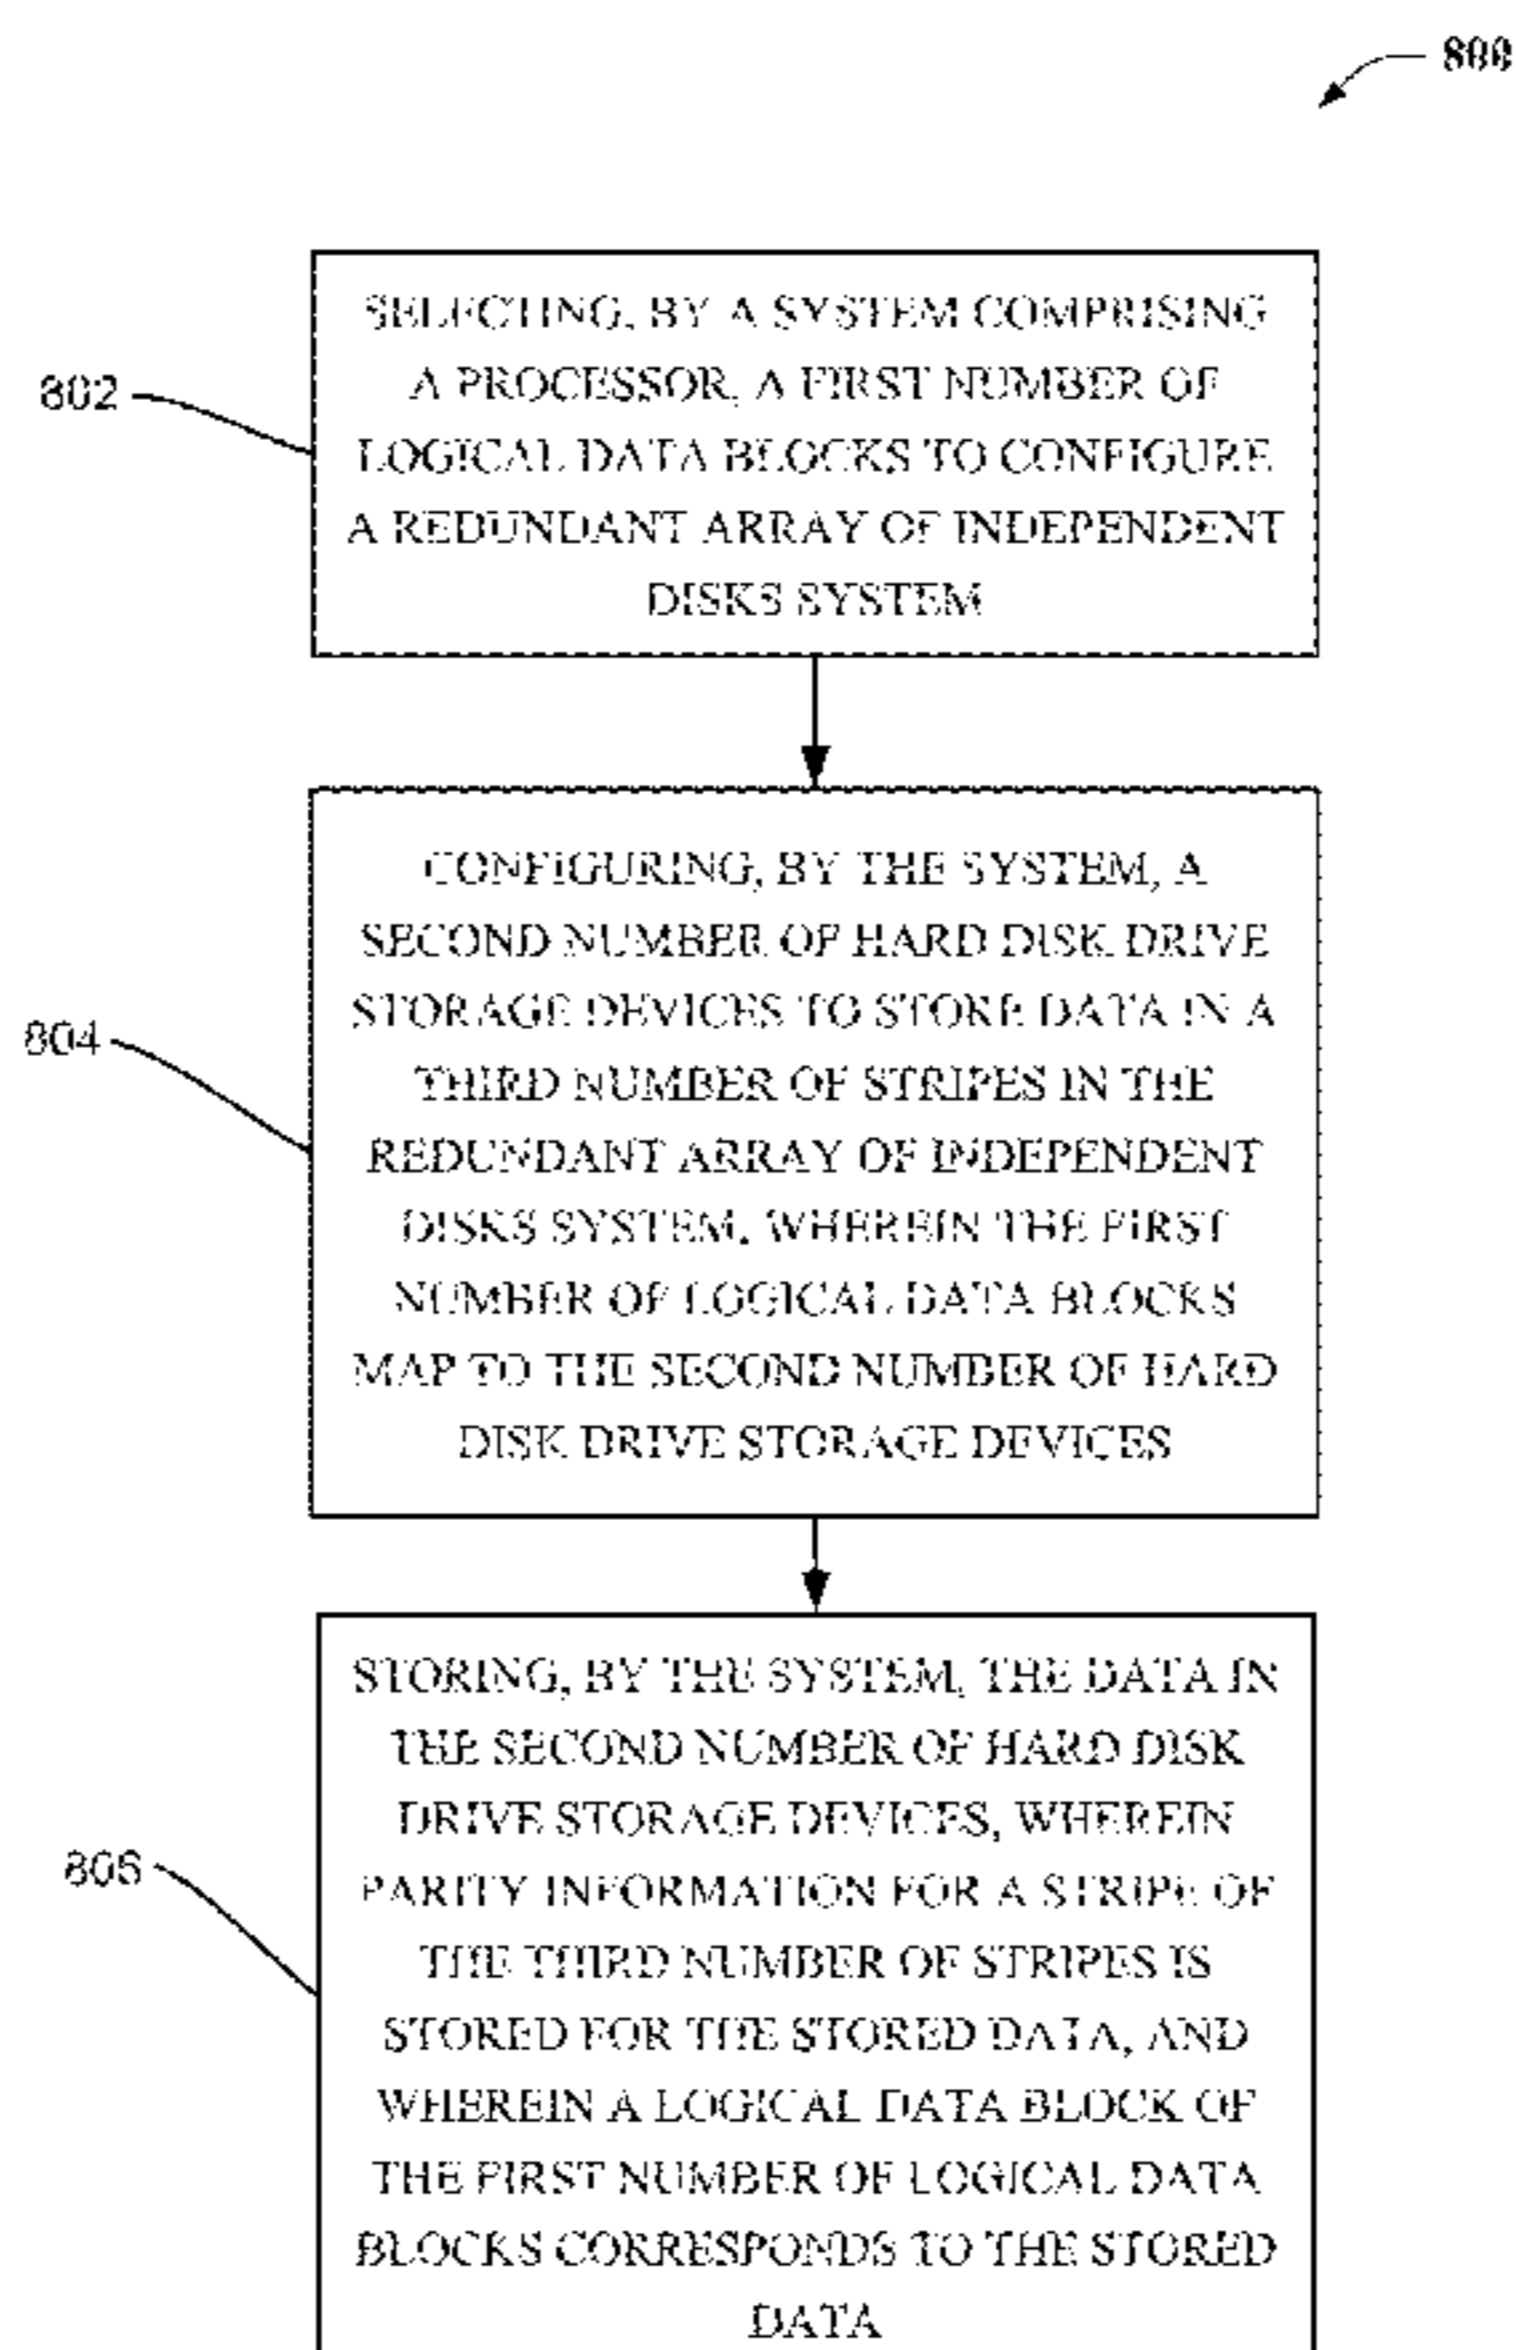 800
802
SELECTING, BY A SYSTEM COMPRISING
A PROCESSOR, A FIRST NUMBER OF
LOGICAL DATA BLOCKS TO CONFIGURE
A REDUNDANT ARRAY OF INDEPENDENT
DISKS SYSTEM
804
CONFIGURING, BY THE SYSTEM, A
SECOND NUMBER OF HARD DISK DRIVE
STORAGE DEVICES TO STORE DATA IN A
THIRD NUMBER OF STRIPES IN THE
REDUNDANT ARRAY OF INDEPENDENT
DISKS SYSTEM, WHEREIN THE FIRST
NUMBER OF LOGICAL DATA BLOCKS
MAP TO THE SECOND NUMBER OF HARD
DISK DRIVE STORAGE DEVICES
806
STORING, BY THE SYSTEM, THE DATA IN
THE SECOND NUMBER OF HARD DISK
DRIVE STORAGE DEVICES, WHEREIN
PARITY INFORMATION FOR A STRIPE OF
THE THIRD NUMBER OF STRIPES IS
STORED FOR THE STORED DATA, AND
WHEREIN A LOGICAL DATA BLOCK OF
THE FIRST NUMBER OF LOGICAL DATA
BLOCKS CORRESPONDS TO THE STORED
DATA